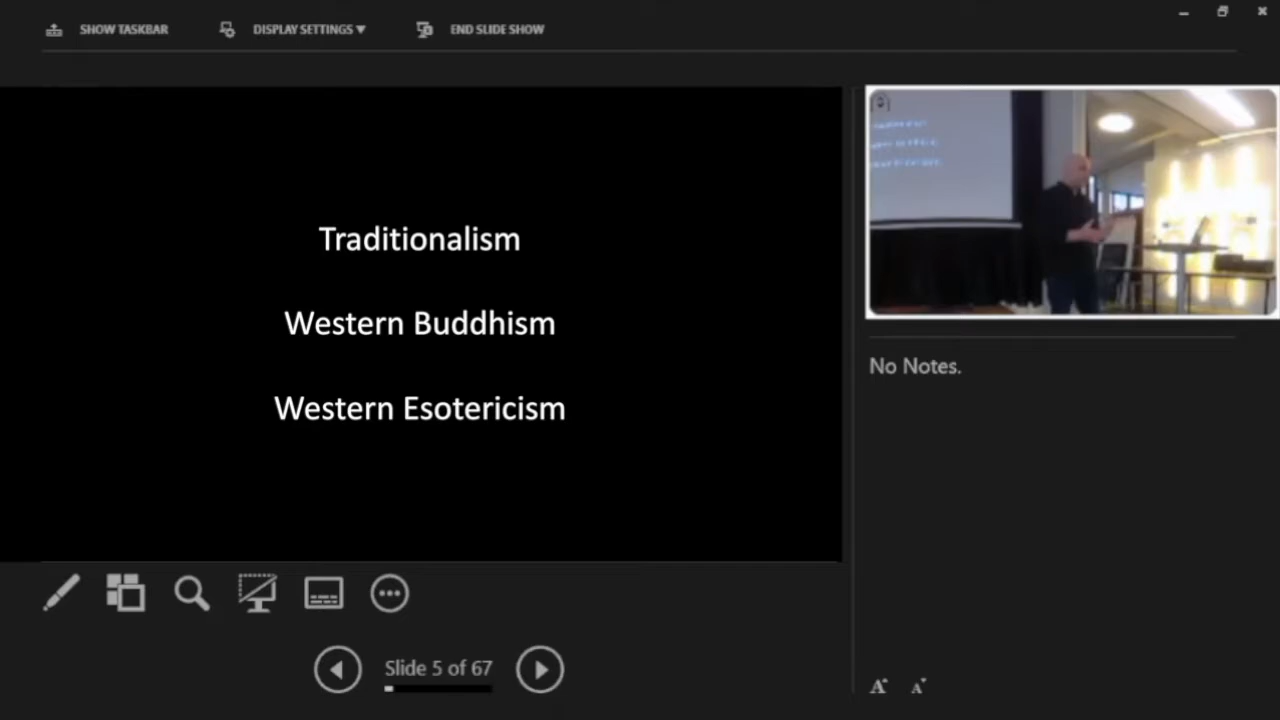 SHOW TASKBAR
DISPLAY SETTINGS ▼
END SLIDE SHOW
Traditionalism
Western Buddhism
Western Esotericism
No Notes.
Slide 5 of 67
A A